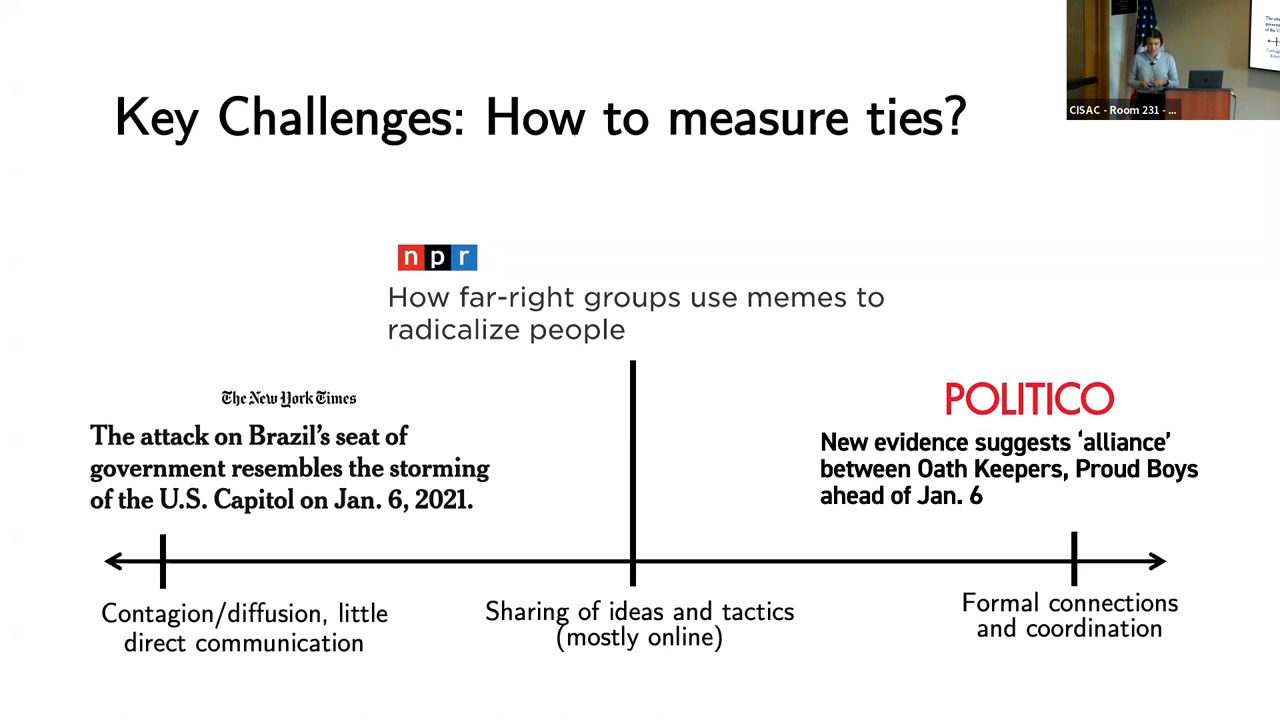 CISAC - Room 231 - ...
Key Challenges: How to measure ties?
npr
How far-right groups use memes to
radicalize people
The New York Times
The attack on Brazil's seat of
government resembles the storming
of the U.S. Capitol on Jan. 6, 2021.
POLITICO
New evidence suggests 'alliance'
between Oath Keepers, Proud Boys
ahead of Jan. 6
Contagion/diffusion, little
direct communication
Sharing of ideas and tactics
(mostly online)
Formal connections
and coordination